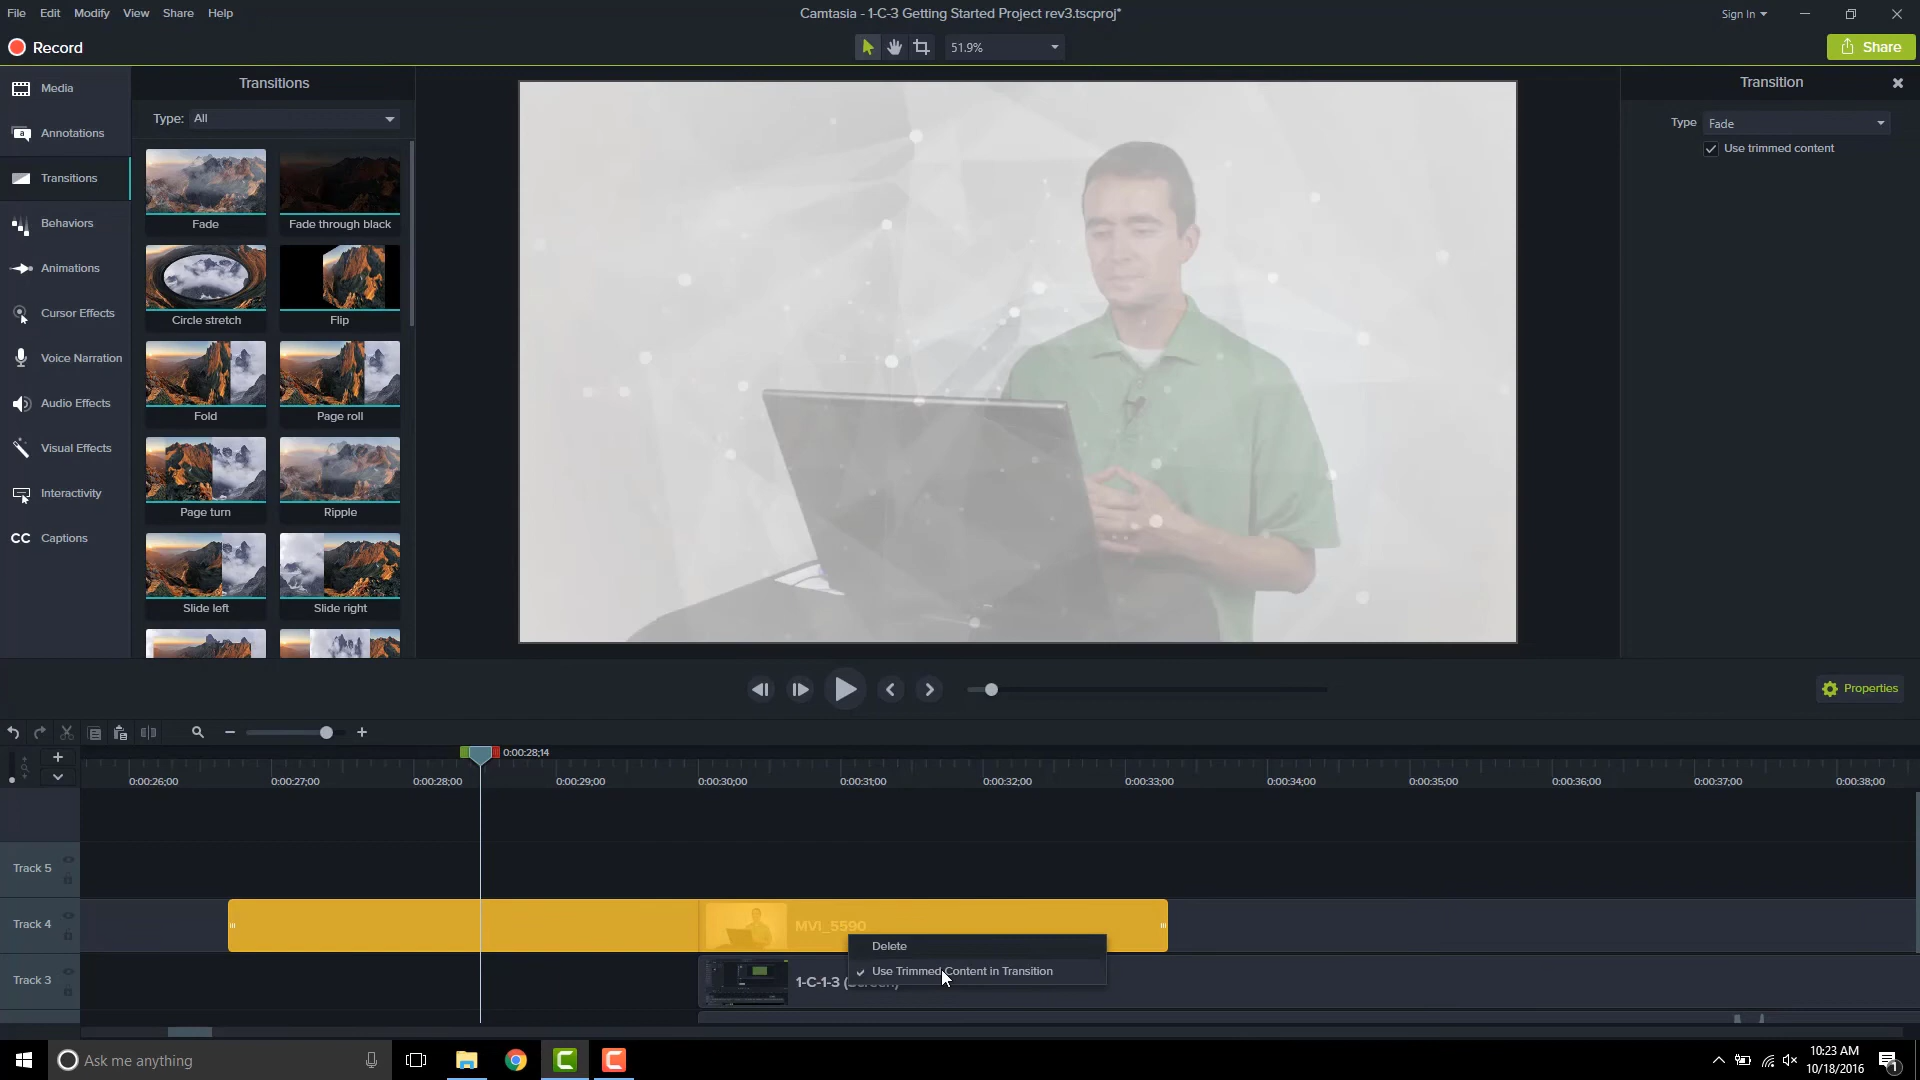 File Edit Modify View Share Help
Camtasia - 1-C-3 Getting Started Project rev3.tscproj*
Sign In
Record
51.9%
Share
Media
Annotations
Transitions
Behaviors
Animations
Cursor Effects
Voice Narration
Audio Effects
Visual Effects
Interactivity
CC Captions
Transitions
Type: All
Fade
Fade through black
Circle stretch
Flip
Fold
Page roll
Page turn
Ripple
Slide left
Slide right
Transition
Type Fade
Use trimmed content
Properties
0:00:28;14
0:00:26;00 0:00:27;00 0:00:28;00 0:00:29;00 0:00:30;00 0:00:31;00 0:00:32;00 0:00:33;00 0:00:34;00 0:00:35;00 0:00:36;00 0:00:37;00 0:00:38;00
Track 5
Track 4
MVI_5590
Delete
Use Trimmed Content in Transition
Track 3
1-C-1-3
Ask me anything
10:23 AM
10/18/2016
1